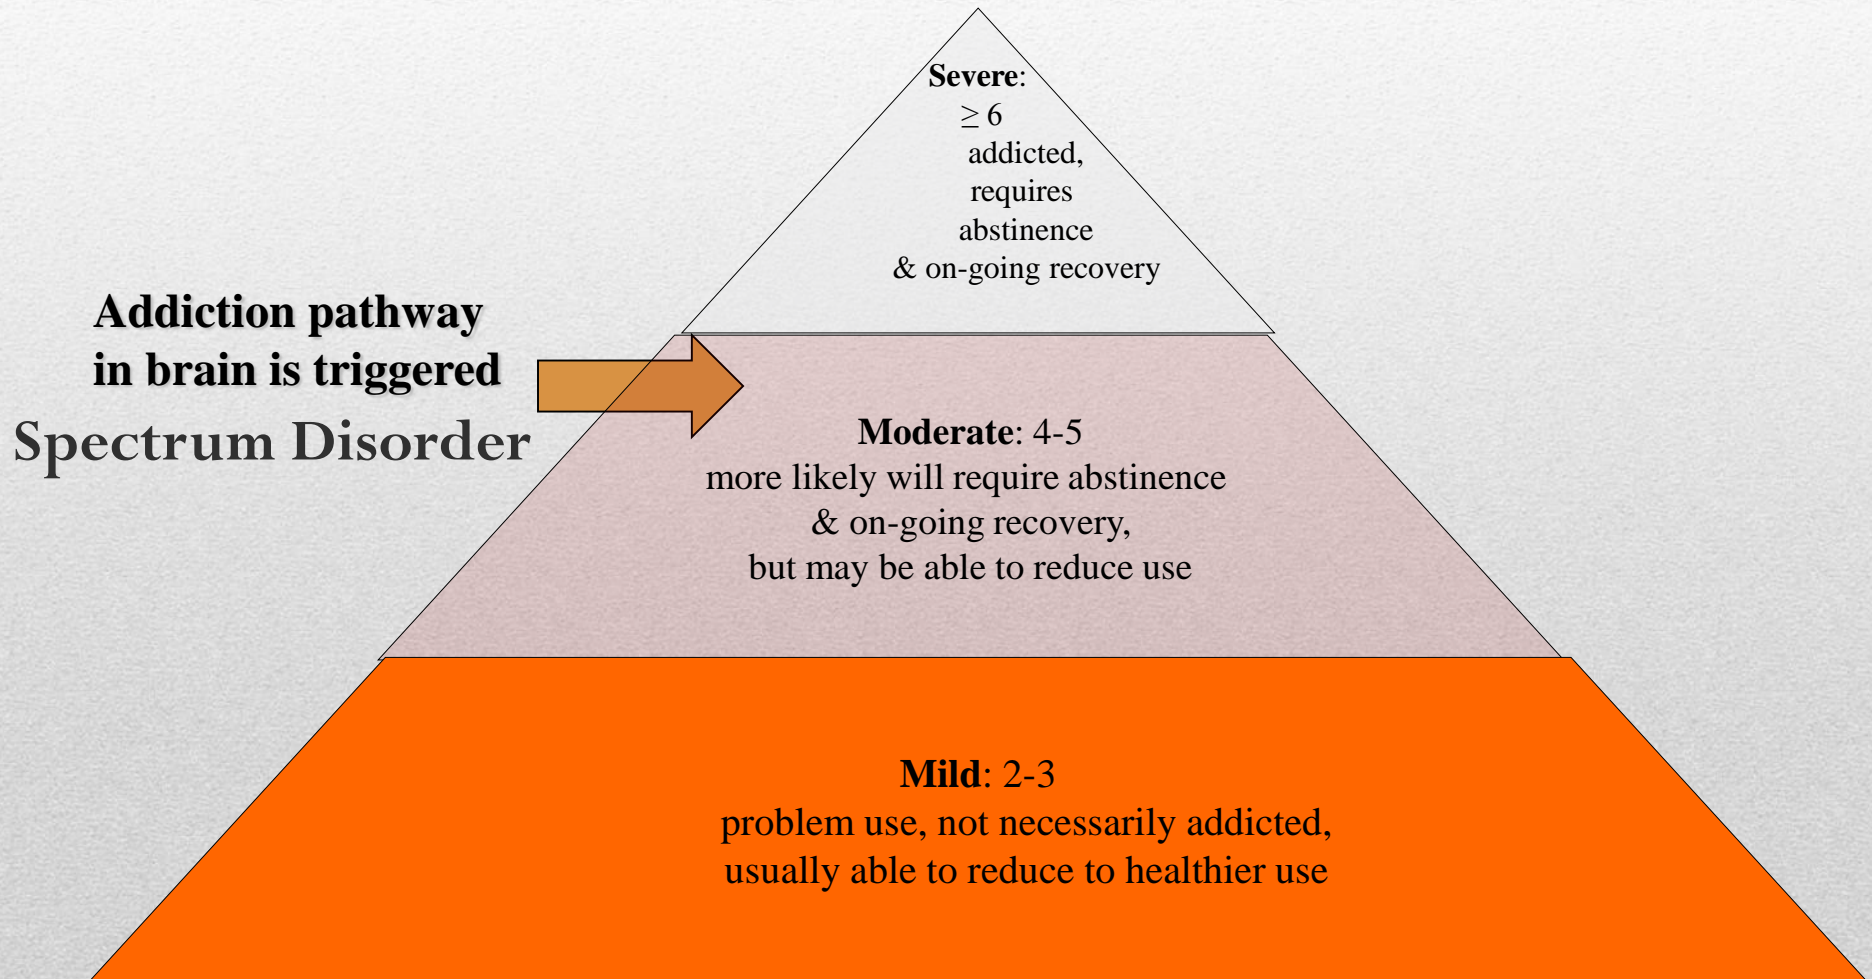 Severe:
≥ 6
addicted,
requires
abstinence
& on-going recovery
Addiction pathway
in brain is triggered
Spectrum Disorder
Moderate: 4-5
more likely will require abstinence
& on-going recovery,
but may be able to reduce use
Mild: 2-3
problem use, not necessarily addicted,
usually able to reduce to healthier use